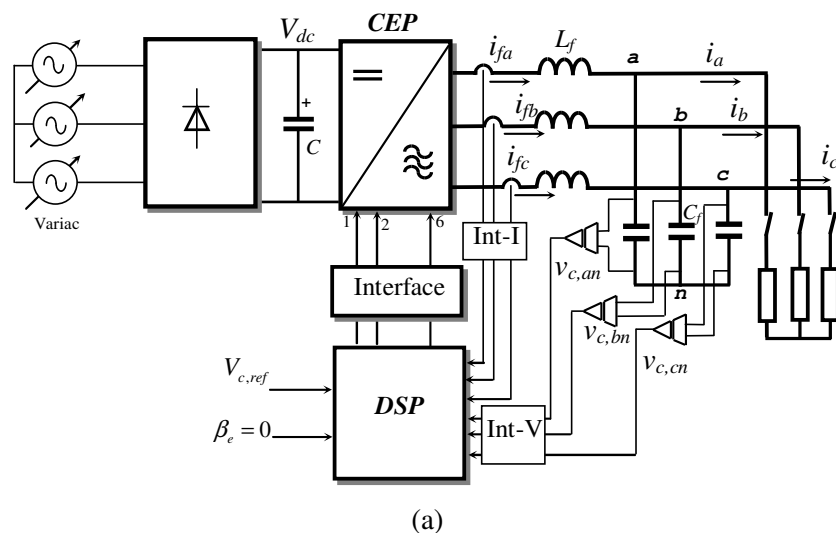 V_dc
CEP
i_fa
L_f
a
i_a
i_fb
b
i_b
i_fc
c
i_c
+
C
Variac
1
2
6
Int-I
C_f
v_c,an
n
Interface
v_c,bn
v_c,cn
V_c,ref
DSP
β_e = 0
Int-V
(a)